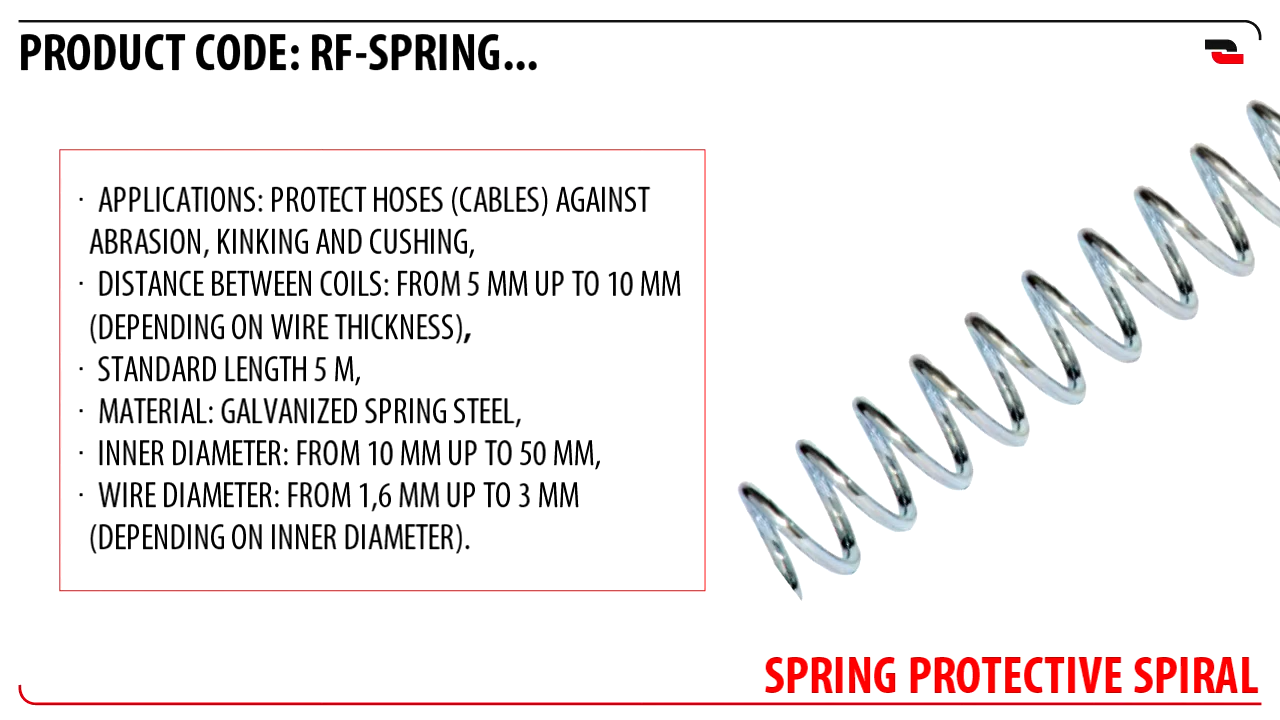 PRODUCT CODE: RF-SPRING...
· APPLICATIONS: PROTECT HOSES (CABLES) AGAINST
ABRASION, KINKING AND CUSHING,
· DISTANCE BETWEEN COILS: FROM 5 MM UP TO 10 MM
(DEPENDING ON WIRE THICKNESS),
· STANDARD LENGTH 5 M,
· MATERIAL: GALVANIZED SPRING STEEL,
· INNER DIAMETER: FROM 10 MM UP TO 50 MM,
· WIRE DIAMETER: FROM 1,6 MM UP TO 3 MM
(DEPENDING ON INNER DIAMETER).
SPRING PROTECTIVE SPIRAL